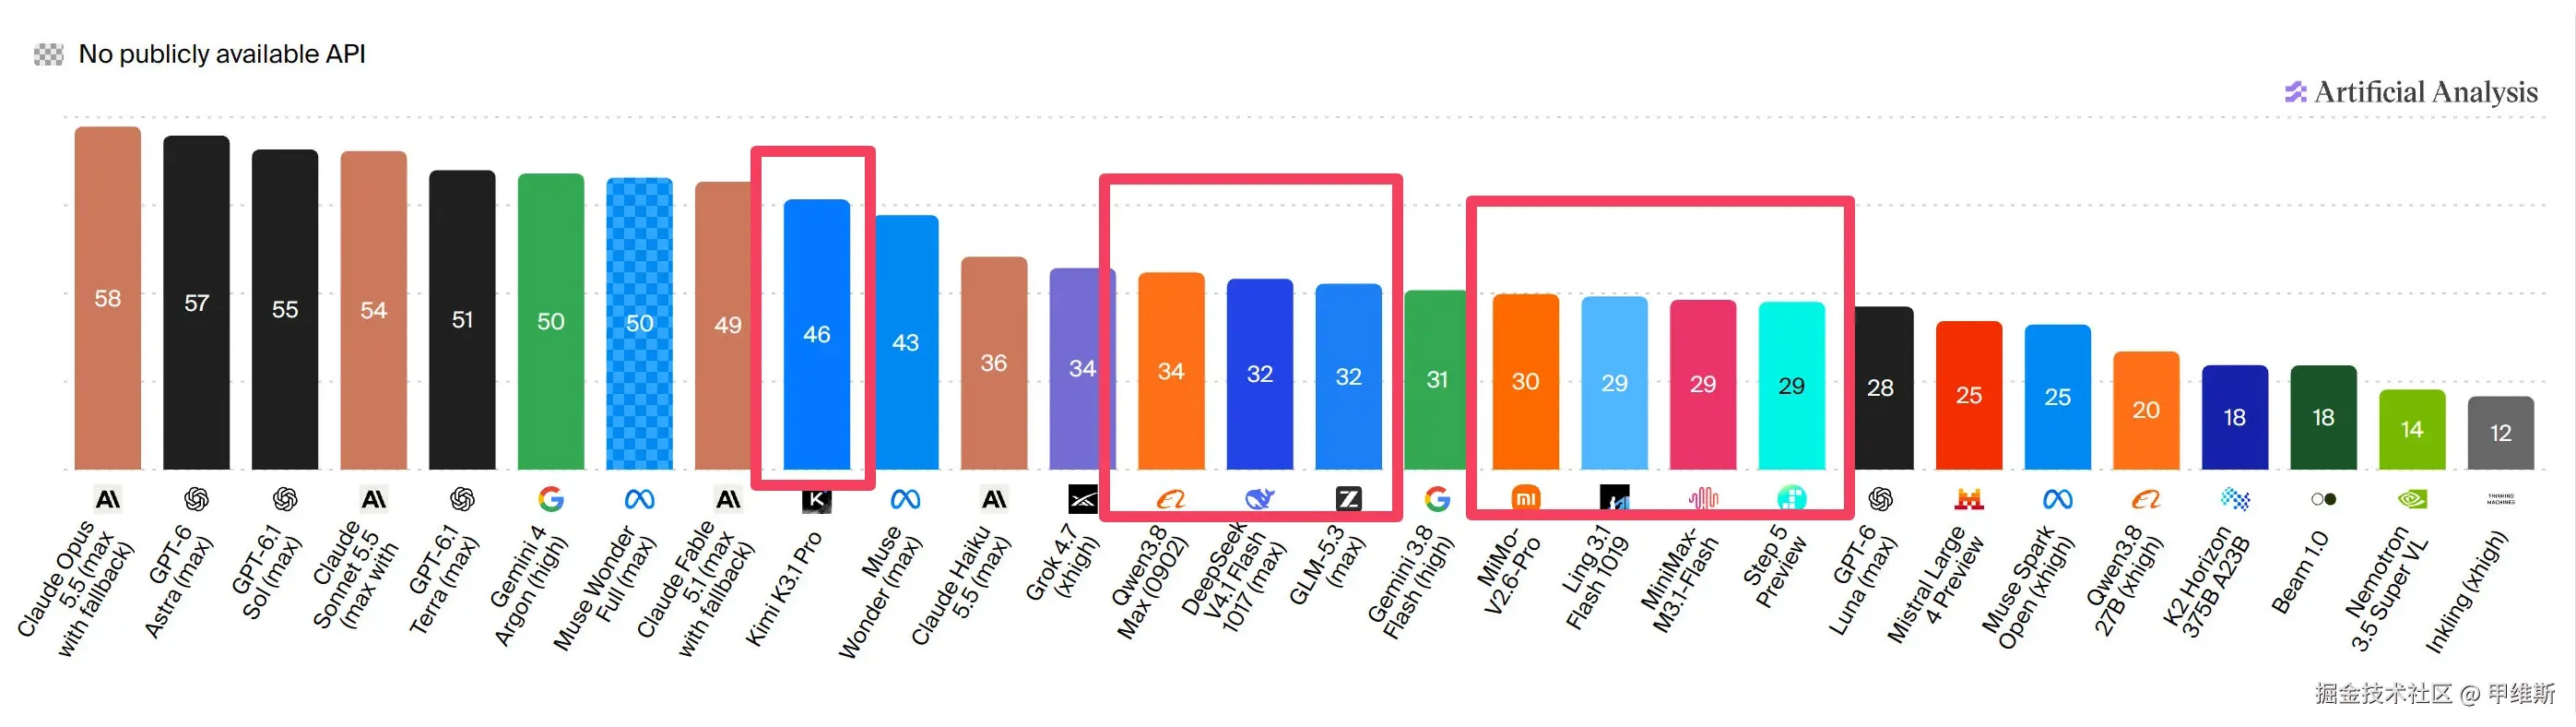 No publicly available API
Artificial Analysis
58
57
55
54
51
50
50
49
46
43
36
34
34
32
32
31
30
29
29
29
28
25
25
20
18
18
14
12
Claude Opus
5.5 (max
with fallback)
GPT-6
Astra (max)
GPT-6.1
Sol (max)
Claude
Sonnet 5.5
(max with
GPT-6.1
Terra (max)
Gemini 4
Argon (high)
Muse Wonder
Full (max)
Claude Fable
5.1 (max
with fallback)
Kimi K3.1 Pro
Muse
Wonder (max)
Claude Haiku
5.5 (max)
Grok 4.7
(xhigh)
Qwen3.8
Max (0902)
DeepSeek
V4.1 Flash
1017 (max)
GLM-5.3
(max)
Gemini 3.8
Flash (high)
MiMo-
V2.6-Pro
Ling 3.1
Flash 1019
MiniMax-
M3.1-Flash
Step 5
Preview
GPT-6
Luna (max)
Mistral Large
4 Preview
Muse Spark
Open (xhigh)
Qwen3.8
27B (xhigh)
K2 Horizon
375B A23B
Beam 1.0
Nemotron
3.5 Super VL
THINKING
MACHINES
Inkling (xhigh)
掘金技术社区 @ 甲维斯